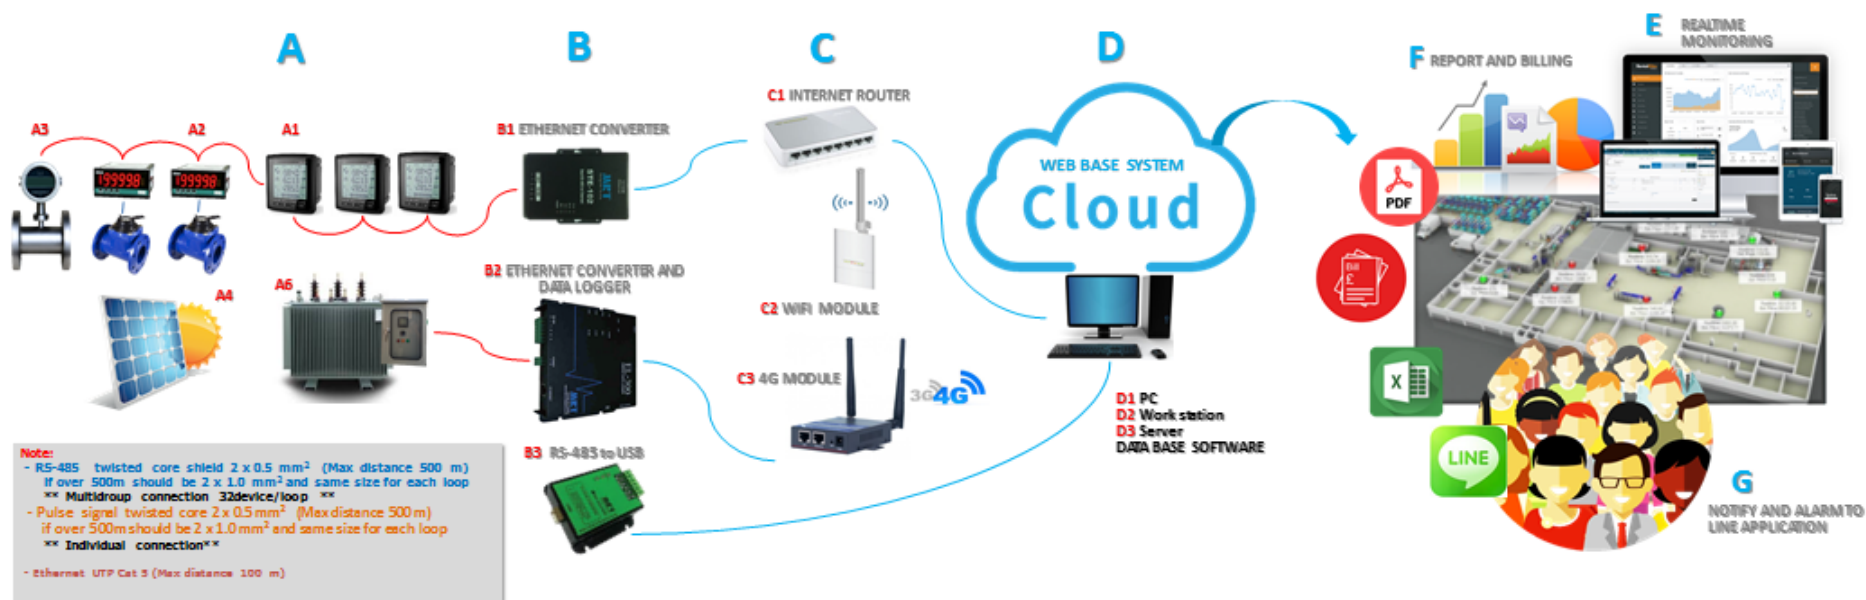 A
B
C
D
E
REALTIME
MONITORING
F REPORT AND BILLING
A3
A2
A1
B1 ETHERNET CONVERTER
C1 INTERNET ROUTER
WEB BASE SYSTEM
Cloud
PDF
Bill
£
A4
A6
B2 ETHERNET CONVERTER AND
DATA LOGGER
C2 WIFI MODULE
C3 4G MODULE
3G 4G
B3 RS-485 to USB
D1 PC
D2 Work station
D3 Server
DATA BASE SOFTWARE
X
LINE
G
NOTIFY AND ALARM TO
LINE APPLICATION
Note:
- RS-485 twisted core shield 2 x 0.5 mm² (Max distance 500 m)
If over 500m should be 2 x 1.0 mm² and same size for each loop
** Multidroup connection 32device/loop **
- Pulse signal twisted core 2 x 0.5 mm² (Max distance 500 m)
if over 500m should be 2 x 1.0 mm² and same size for each loop
** Individual connection**
- Ethernet UTP Cat 5 (Max distance 100 m)